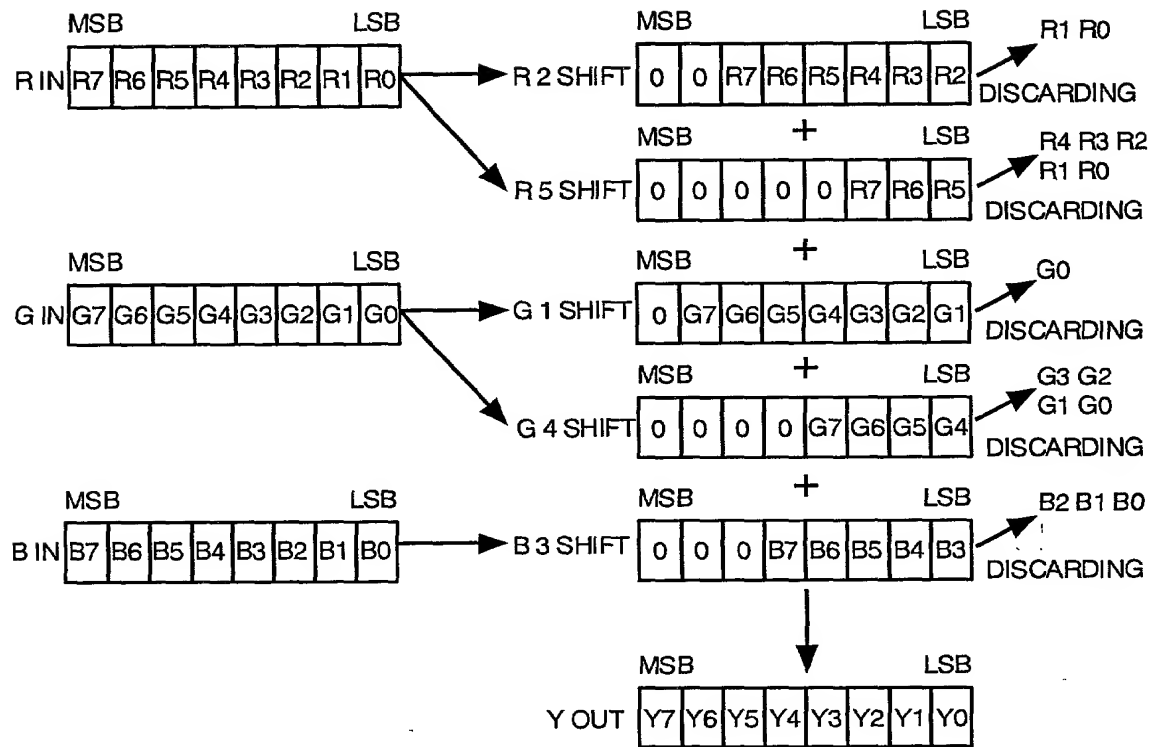 MSB LSB
R IN R7 R6 R5 R4 R3 R2 R1 R0
MSB LSB
R 2 SHIFT 0 0 R7 R6 R5 R4 R3 R2
R1 R0
DISCARDING
+
MSB LSB
R 5 SHIFT 0 0 0 0 0 R7 R6 R5
R4 R3 R2
R1 R0
DISCARDING
+
MSB LSB
G IN G7 G6 G5 G4 G3 G2 G1 G0
MSB LSB
G 1 SHIFT 0 G7 G6 G5 G4 G3 G2 G1
G0
DISCARDING
+
MSB LSB
G 4 SHIFT 0 0 0 0 G7 G6 G5 G4
G3 G2
G1 G0
DISCARDING
+
MSB LSB
B IN B7 B6 B5 B4 B3 B2 B1 B0
MSB LSB
B 3 SHIFT 0 0 0 B7 B6 B5 B4 B3
B2 B1 B0
DISCARDING
MSB LSB
Y OUT Y7 Y6 Y5 Y4 Y3 Y2 Y1 Y0